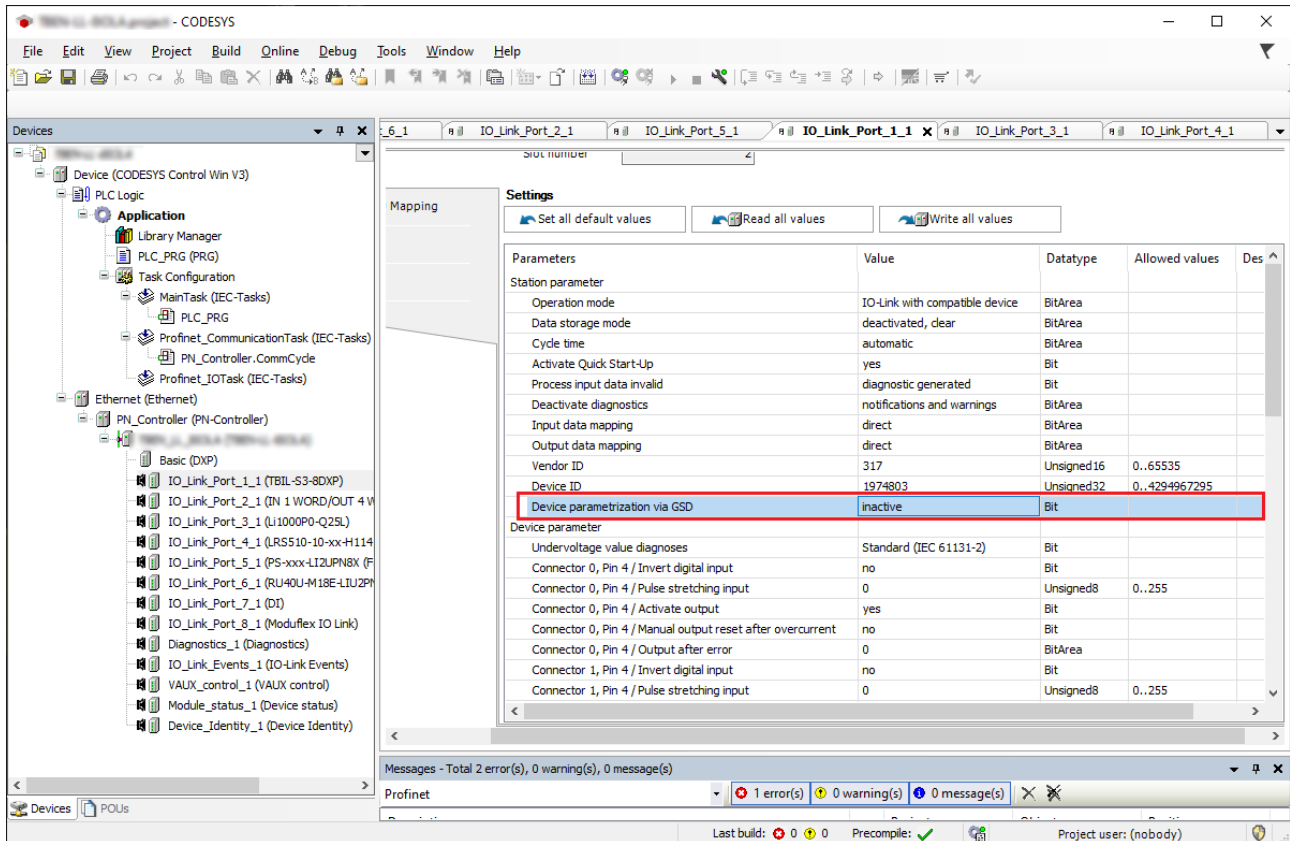 - CODESYS
File Edit View Project Build Online Debug Tools Window Help
Devices
Device (CODESYS Control Win V3)
PLC Logic
Application
Library Manager
PLC_PRG (PRG)
Task Configuration
MainTask (IEC-Tasks)
PLC_PRG
Profinet_CommunicationTask (IEC-Tasks)
PN_Controller.CommCycle
Profinet_IOTask (IEC-Tasks)
Ethernet (Ethernet)
PN_Controller (PN-Controller)
Basic (DXP)
IO_Link_Port_1_1 (TBIL-S3-8DXP)
IO_Link_Port_2_1 (IN 1 WORD/OUT 4 W
IO_Link_Port_3_1 (Li1000P0-Q25L)
IO_Link_Port_4_1 (LRS510-10-xx-H114
IO_Link_Port_5_1 (PS-xxx-LI2UPN8X (F
IO_Link_Port_6_1 (RU40U-M18E-LIU2PN
IO_Link_Port_7_1 (DI)
IO_Link_Port_8_1 (Moduflex IO Link)
Diagnostics_1 (Diagnostics)
IO_Link_Events_1 (IO-Link Events)
VAUX_control_1 (VAUX control)
Module_status_1 (Device status)
Device_Identity_1 (Device Identity)
Devices POUs
:_6_1 IO_Link_Port_2_1 IO_Link_Port_5_1 IO_Link_Port_1_1 IO_Link_Port_3_1 IO_Link_Port_4_1
Slot number 2
Mapping
Settings
Set all default values Read all values Write all values
Parameters Value Datatype Allowed values Des
Station parameter
Operation mode IO-Link with compatible device BitArea
Data storage mode deactivated, clear BitArea
Cycle time automatic BitArea
Activate Quick Start-Up yes Bit
Process input data invalid diagnostic generated Bit
Deactivate diagnostics notifications and warnings BitArea
Input data mapping direct BitArea
Output data mapping direct BitArea
Vendor ID 317 Unsigned16 0..65535
Device ID 1974803 Unsigned32 0..4294967295
Device parametrization via GSD inactive Bit
Device parameter
Undervoltage value diagnoses Standard (IEC 61131-2) Bit
Connector 0, Pin 4 / Invert digital input no Bit
Connector 0, Pin 4 / Pulse stretching input 0 Unsigned8 0..255
Connector 0, Pin 4 / Activate output yes Bit
Connector 0, Pin 4 / Manual output reset after overcurrent no Bit
Connector 0, Pin 4 / Output after error 0 BitArea
Connector 1, Pin 4 / Invert digital input no Bit
Connector 1, Pin 4 / Pulse stretching input 0 Unsigned8 0..255
Messages - Total 2 error(s), 0 warning(s), 0 message(s)
Profinet 1 error(s) 0 warning(s) 0 message(s)
Last build: 0 0 Precompile: Project user: (nobody)